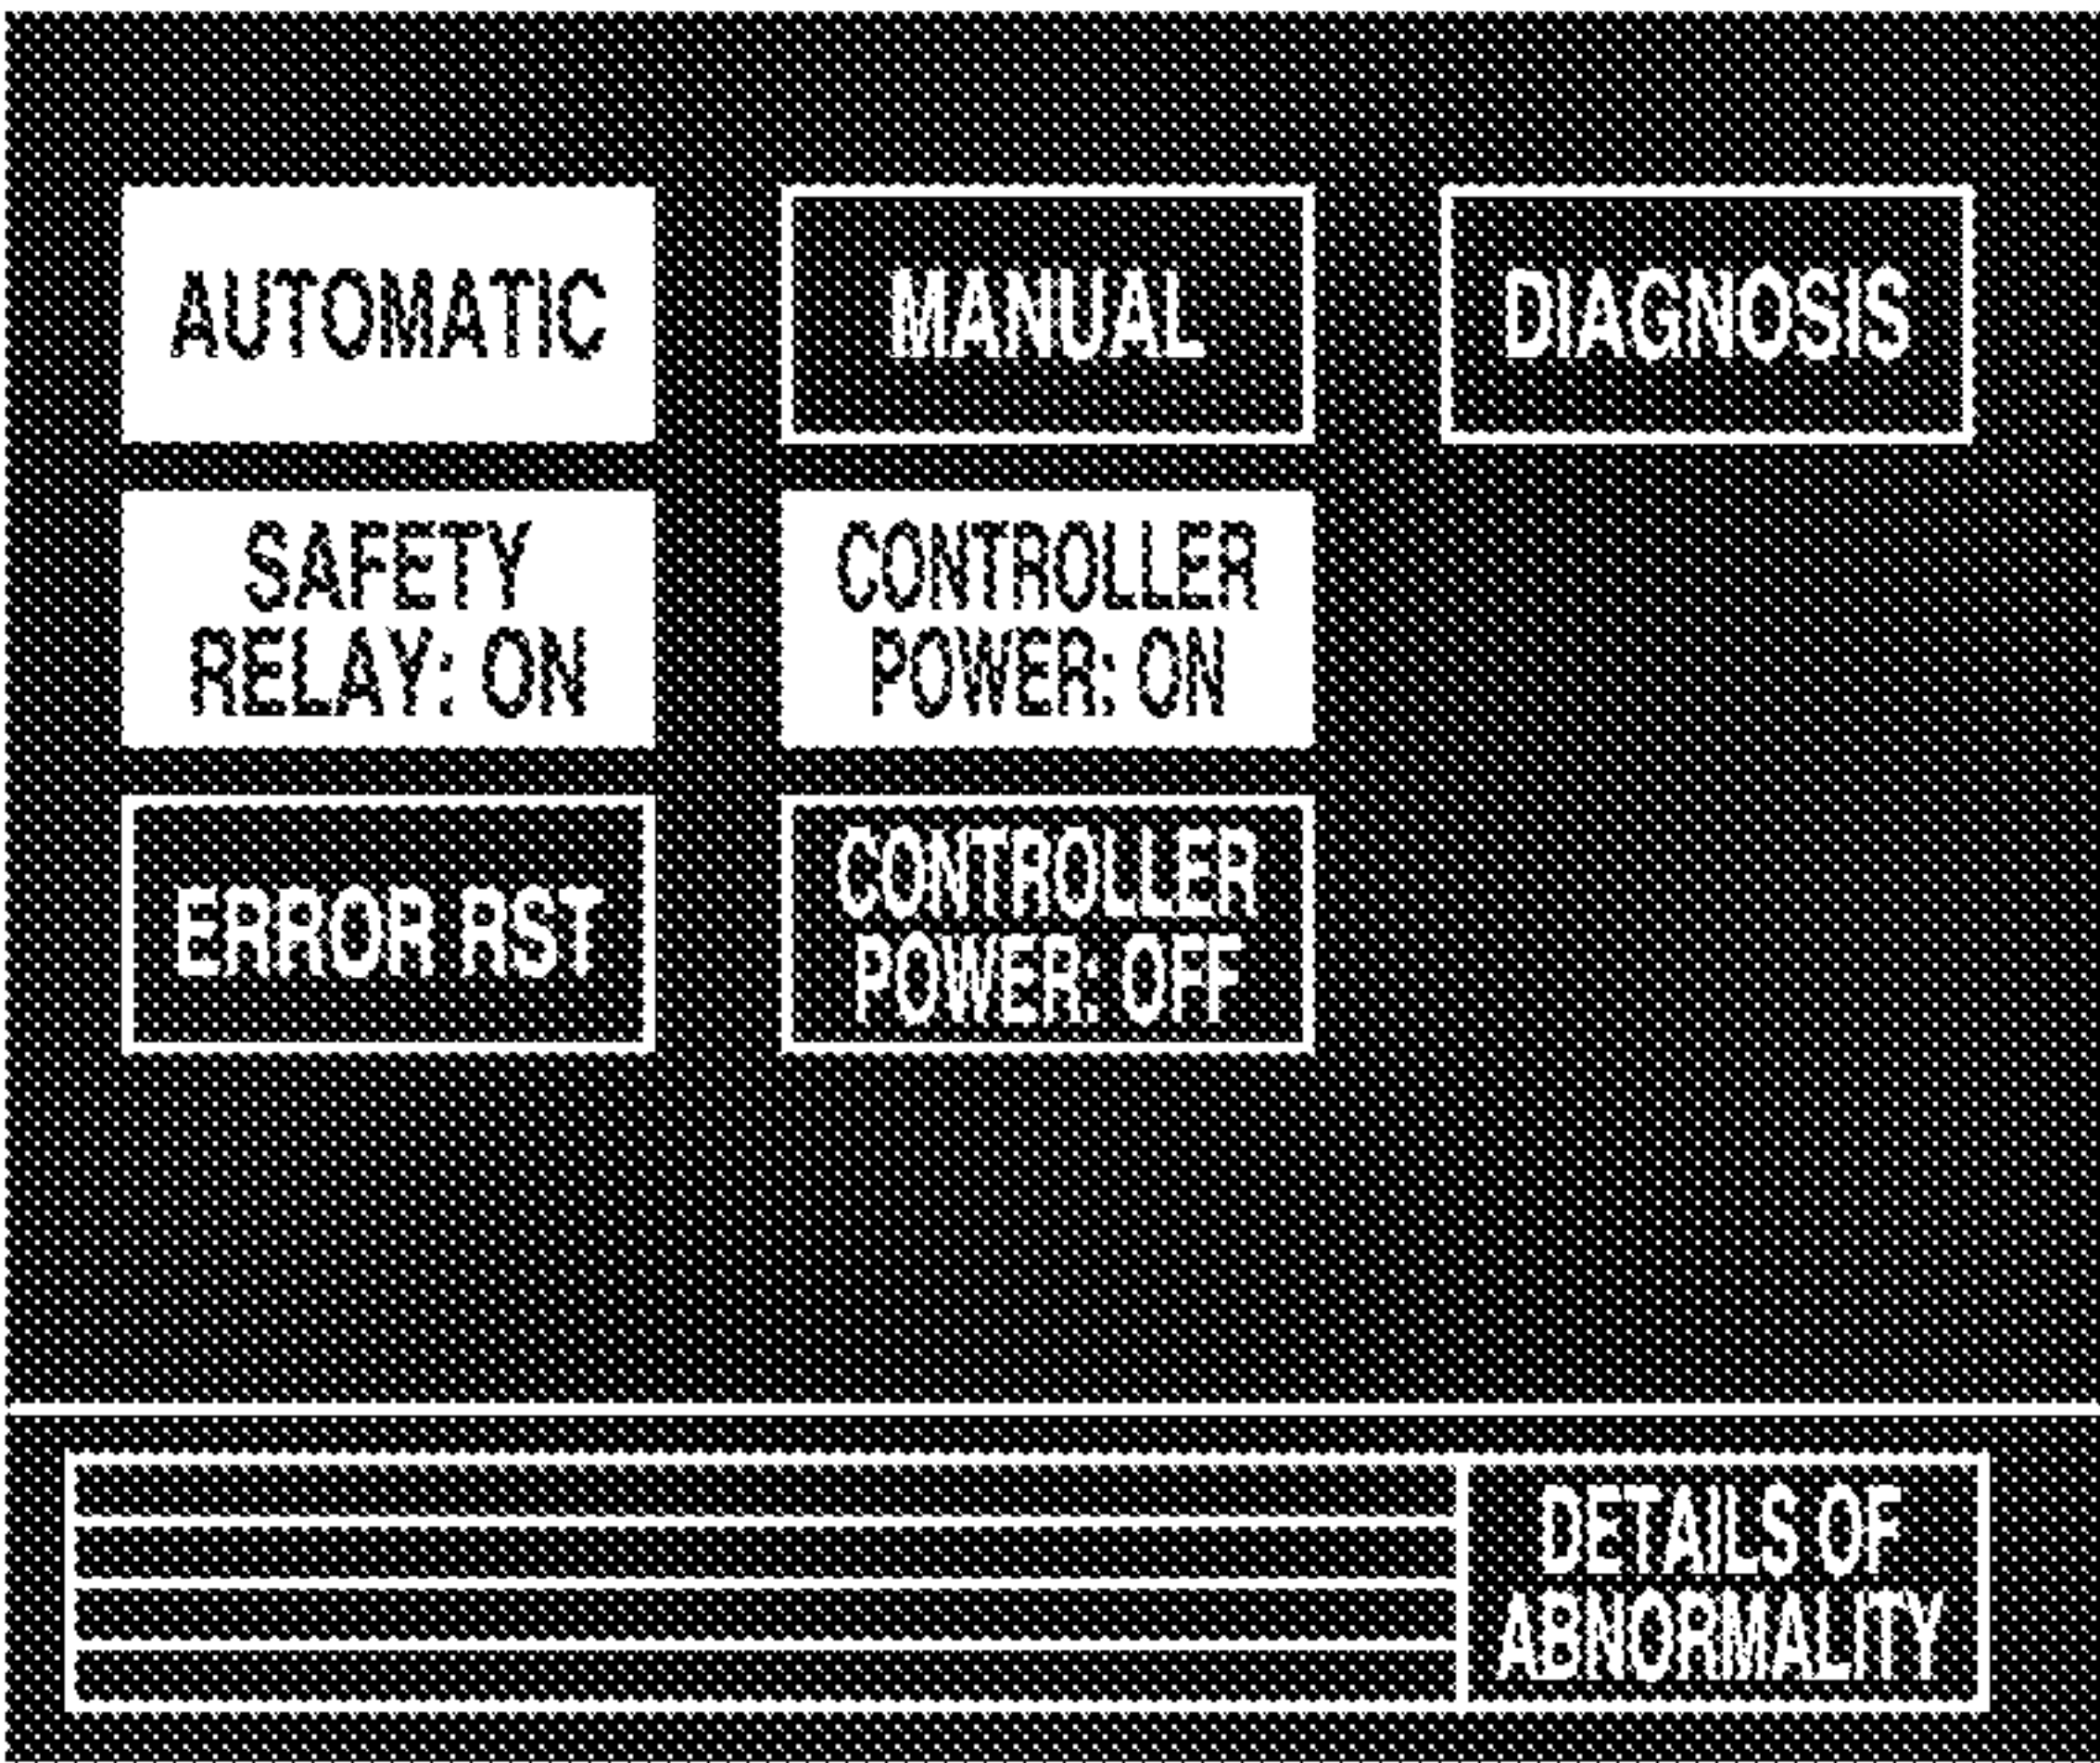 AUTOMATIC
MANUAL
DIAGNOSIS
SAFETY
RELAY: ON
CONTROLLER
POWER: ON
ERROR RST
CONTROLLER
POWER: OFF
DETAILS OF
ABNORMALITY